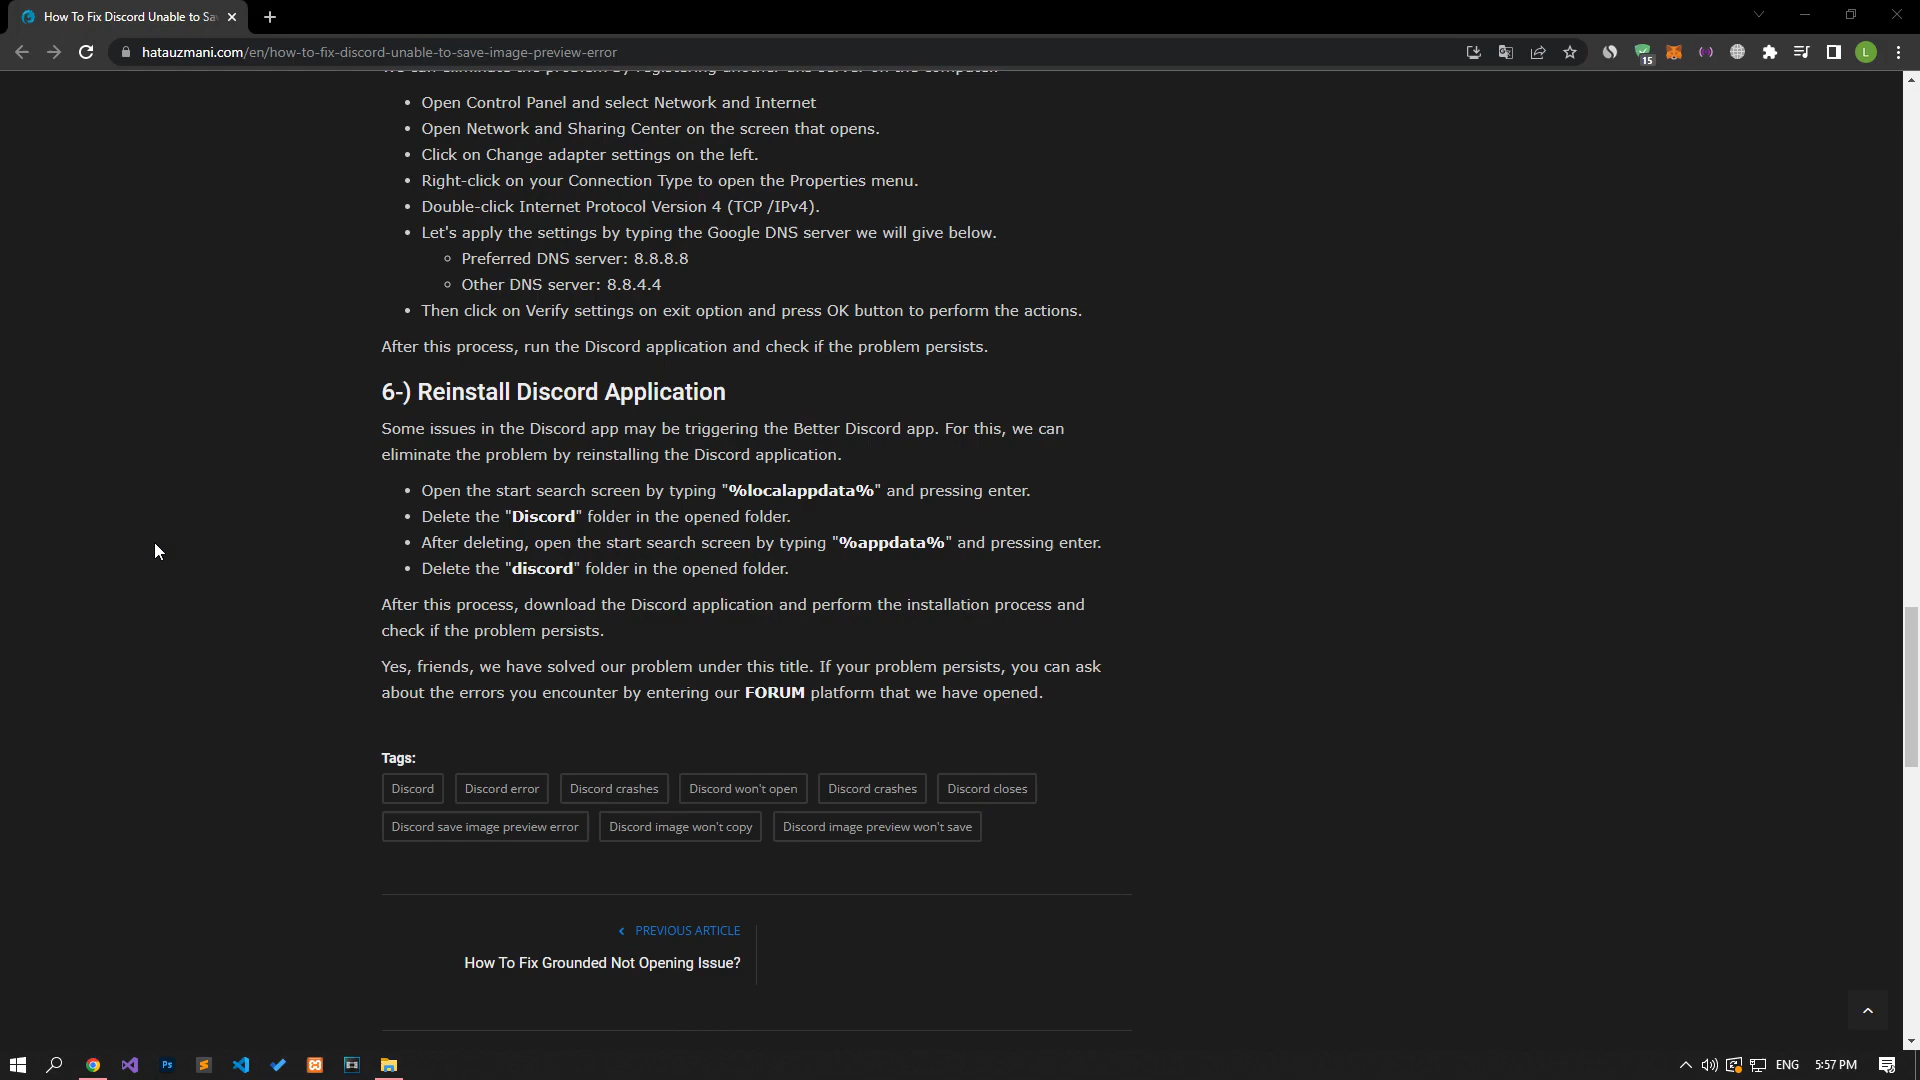 How To Fix Discord Unable to Sa
hatauzmani.com/en/how-to-fix-discord-unable-to-save-image-preview-error
15
L
Open Control Panel and select Network and Internet
Open Network and Sharing Center on the screen that opens.
Click on Change adapter settings on the left.
Right-click on your Connection Type to open the Properties menu.
Double-click Internet Protocol Version 4 (TCP /IPv4).
Let's apply the settings by typing the Google DNS server we will give below.
Preferred DNS server: 8.8.8.8
Other DNS server: 8.8.4.4
Then click on Verify settings on exit option and press OK button to perform the actions.
After this process, run the Discord application and check if the problem persists.
6-) Reinstall Discord Application
Some issues in the Discord app may be triggering the Better Discord app. For this, we can
eliminate the problem by reinstalling the Discord application.
Open the start search screen by typing "%localappdata%" and pressing enter.
Delete the "Discord" folder in the opened folder.
After deleting, open the start search screen by typing "%appdata%" and pressing enter.
Delete the "discord" folder in the opened folder.
After this process, download the Discord application and perform the installation process and
check if the problem persists.
Yes, friends, we have solved our problem under this title. If your problem persists, you can ask
about the errors you encounter by entering our FORUM platform that we have opened.
Tags:
Discord Discord error Discord crashes Discord won't open Discord crashes Discord closes
Discord save image preview error Discord image won't copy Discord image preview won't save
PREVIOUS ARTICLE
How To Fix Grounded Not Opening Issue?
Ps
ENG 5:57 PM